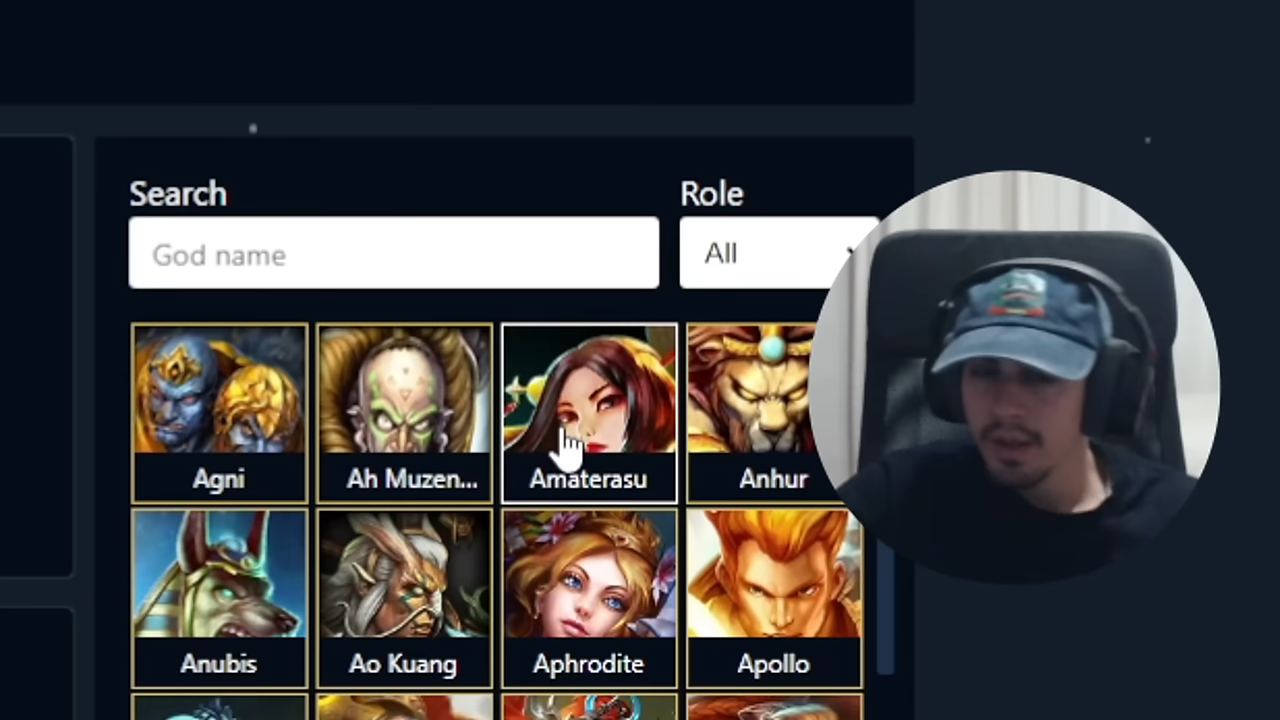 Search
Role
God name
All
Agni
Ah Muzen...
Amaterasu
Anhur
Anubis
Ao Kuang
Aphrodite
Apollo